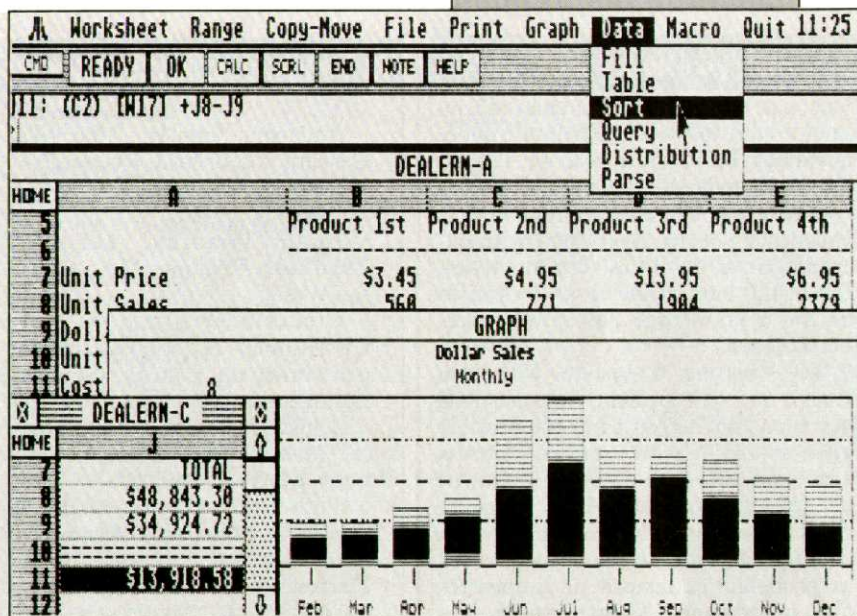 Worksheet Range Copy-Move File Print Graph Data Macro Quit 11:25
CMD READY OK CALC SCRL END NOTE HELP
Fill
Table
Sort
Query
Distribution
Parse
J11: (C2) [W17] +J8-J9
DEALERM-A
HOME A B C D E
5 Product 1st Product 2nd Product 3rd Product 4th
6
7 Unit Price $3.45 $4.95 $13.95 $6.95
8 Unit Sales 560 771 1904 2379
9 Doll
10 Unit
11 Cost
GRAPH
Dollar Sales
Monthly
8
DEALERM-C
HOME J
7 TOTAL
8 $48,843.30
9 $34,924.72
10
11 $13,918.58
12
Feb Mar Apr May Jun Jul Aug Sep Oct Nov Dec